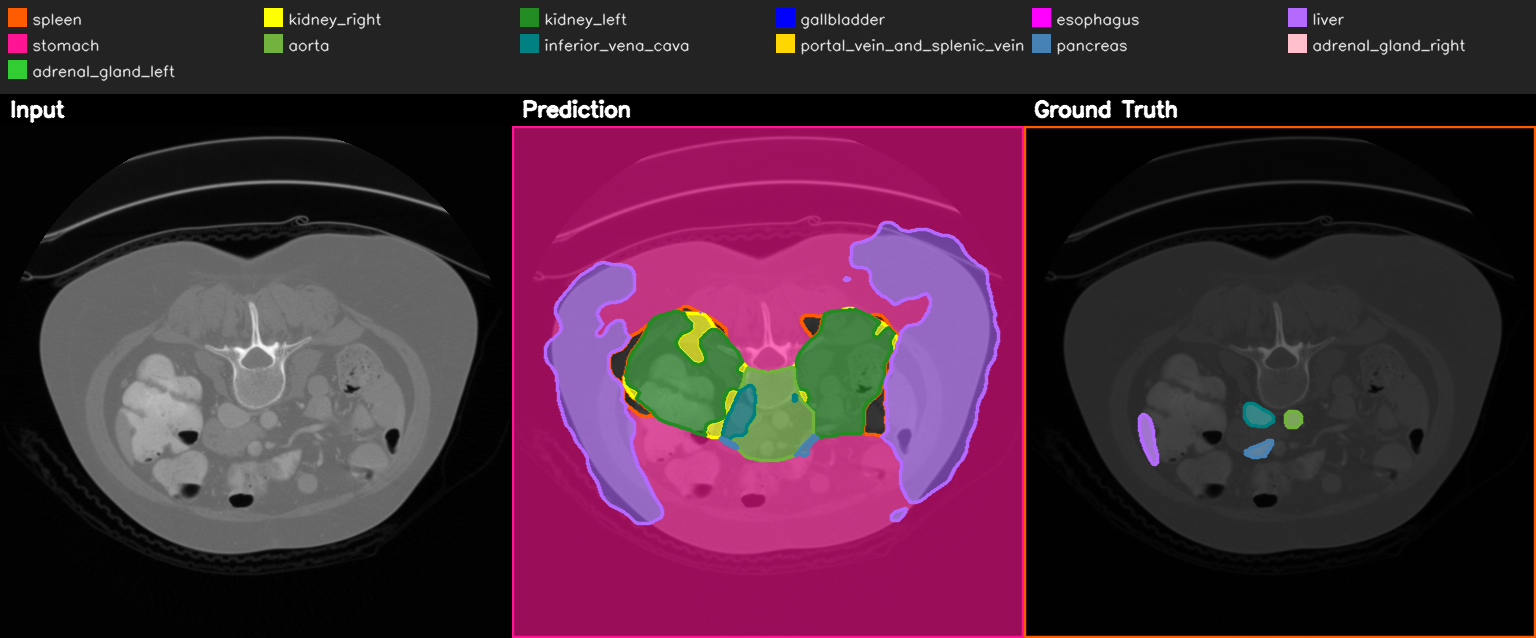 spleen kidney_right kidney_left gallbladder esophagus liver
stomach aorta inferior_vena_cava portal_vein_and_splenic_vein pancreas adrenal_gland_right
adrenal_gland_left
Input Prediction Ground Truth